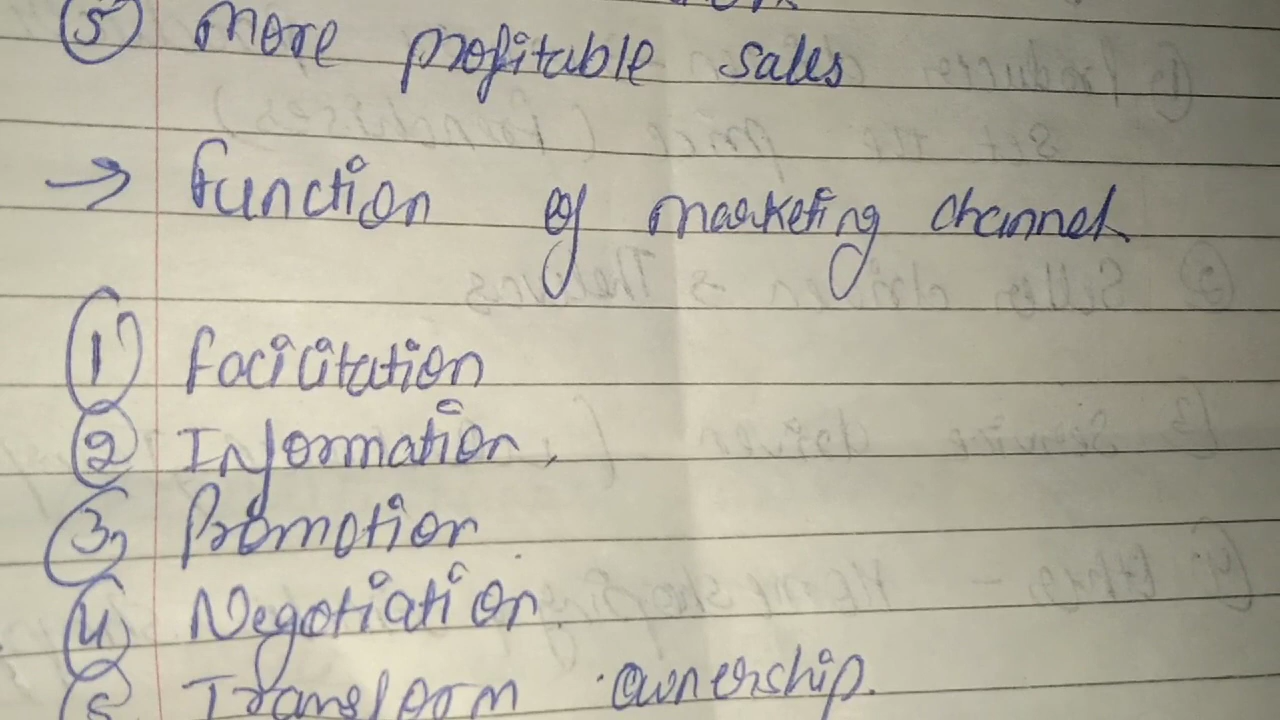 ⑤ More profitable sales
→ Function of marketing channel
① Facilitation
② Information,
③ Promotion
④ Negotiation
⑤ Transform ownership.